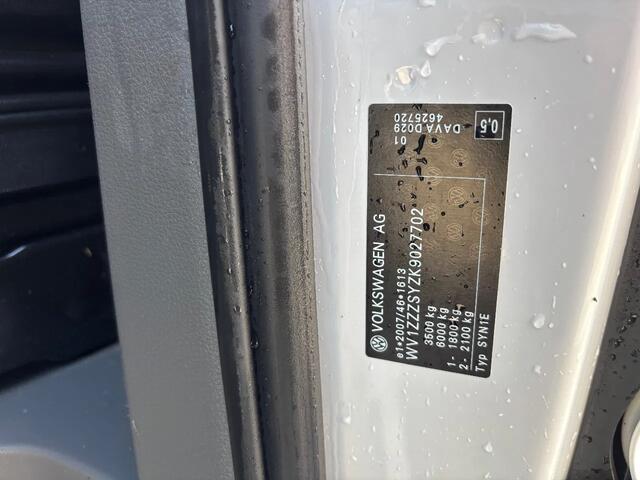 VOLKSWAGEN AG
e1*2007/46*1613
WV1ZZZSYZK9027702
3500 kg
6000 kg
1- 1800 kg
2- 2100 kg
Typ SYN1E
01
DAVA D029
4625720
0,5